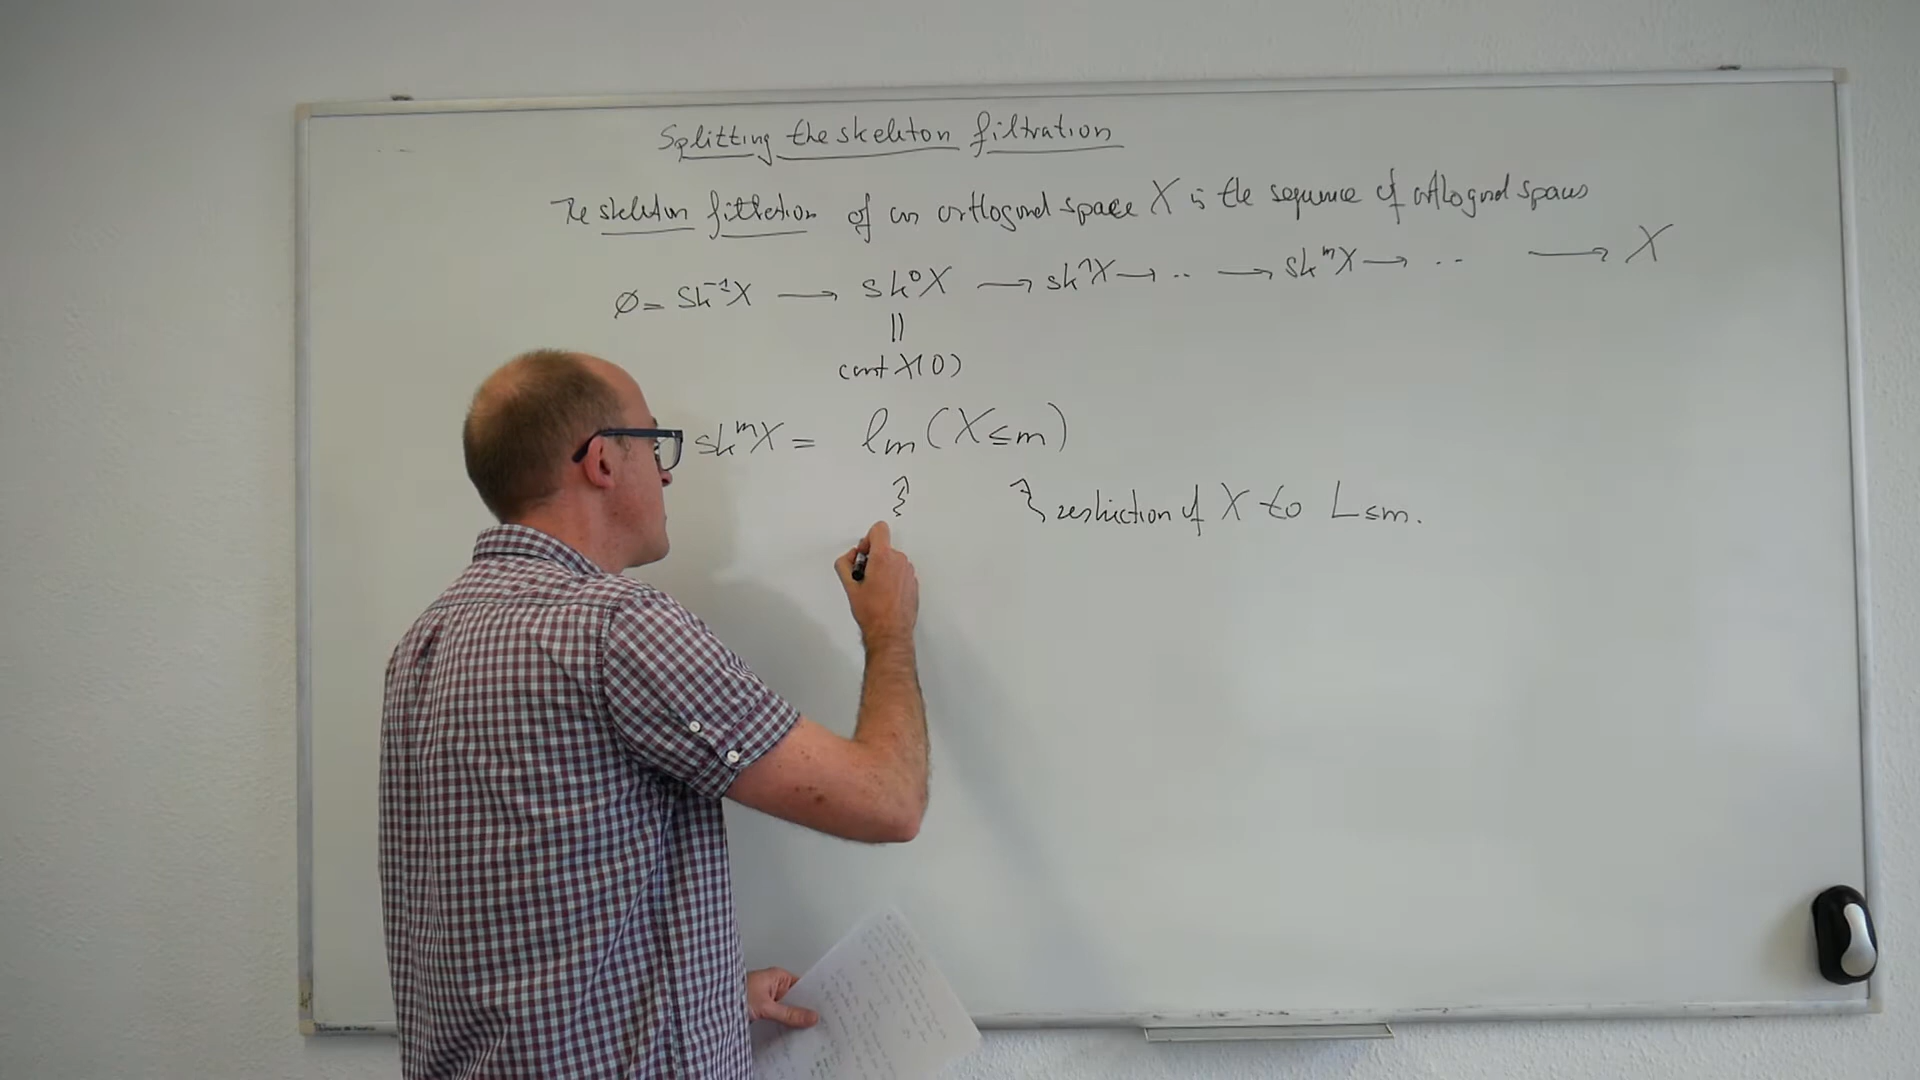 Splitting the skeleton filtration
The skeleton filtration of an orthogonal space X is the sequence of orthogonal spaces
∅ = sk⁻¹X → sk⁰X → sk¹X → .. → skᵐX → .. → X
||
const X(0)
skᵐX = lₘ(X≤m)
restriction of X to L≤m.